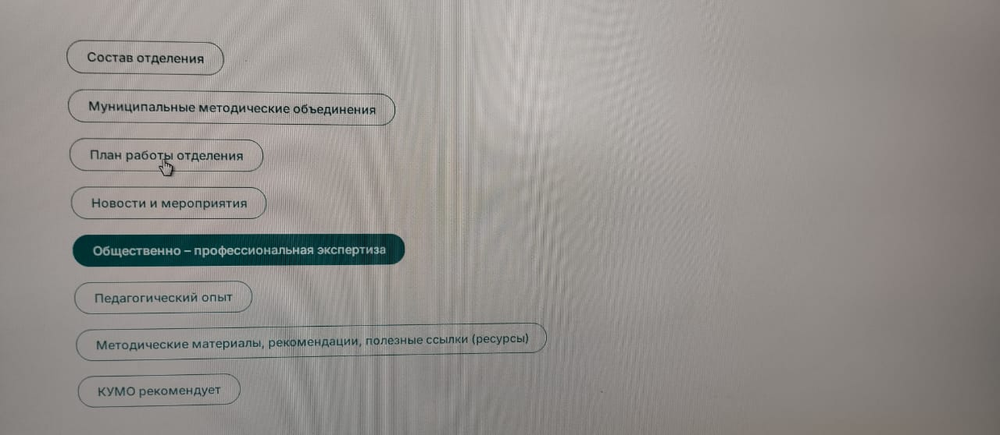 Состав отделения
Муниципальные методические объединения
План работы отделения
Новости и мероприятия
Общественно – профессиональная экспертиза
Педагогический опыт
Методические материалы, рекомендации, полезные ссылки (ресурсы)
КУМО рекомендует